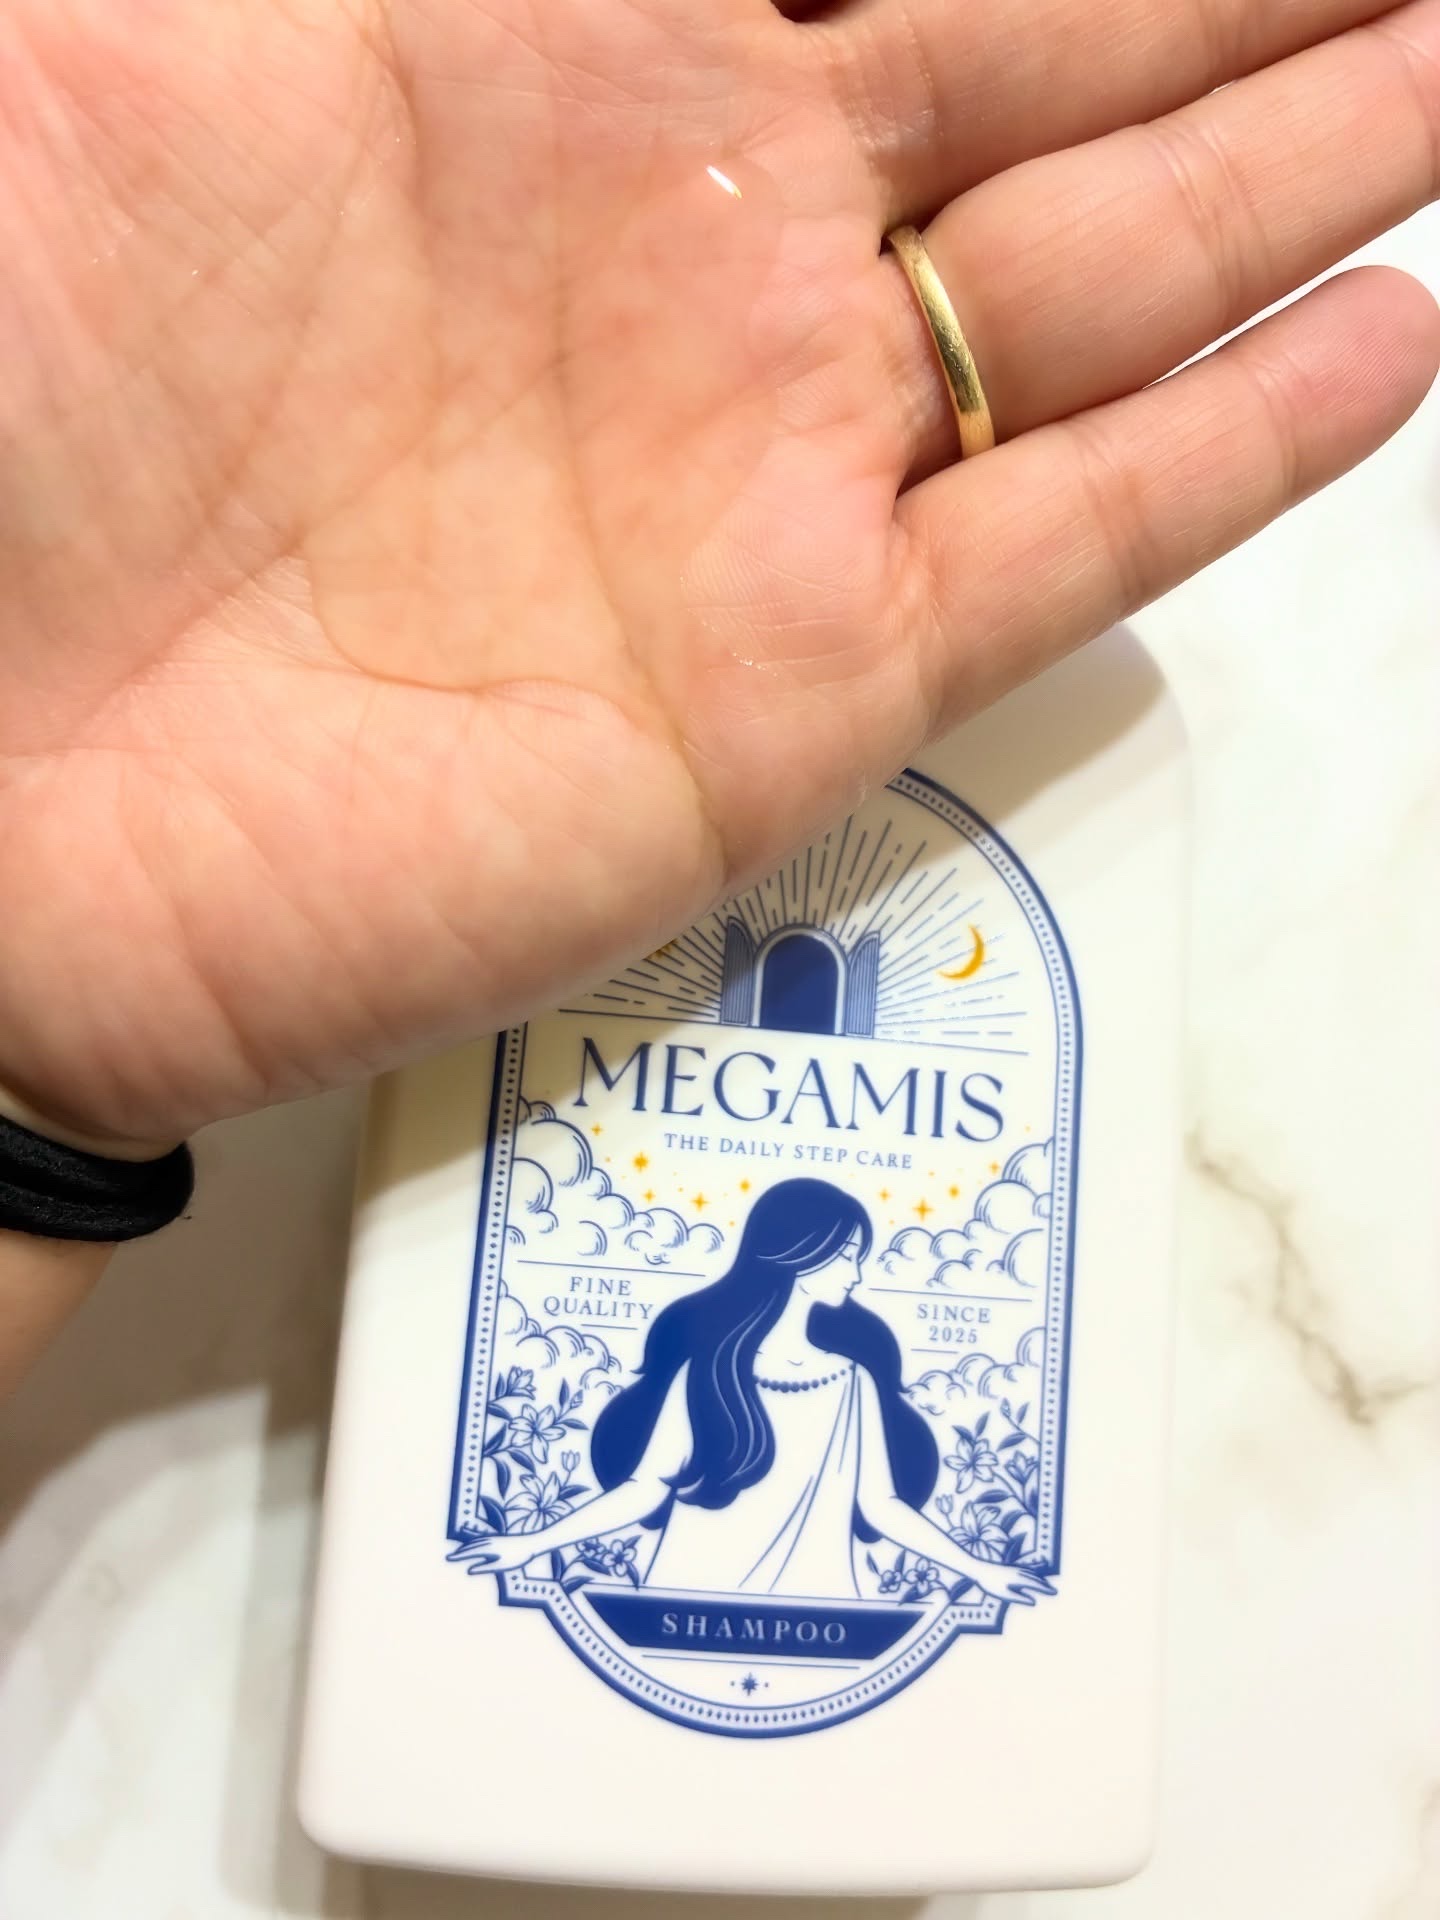 MEGAMIS
THE DAILY STEP CARE
FINE
QUALITY
SINCE
2025
SHAMPOO